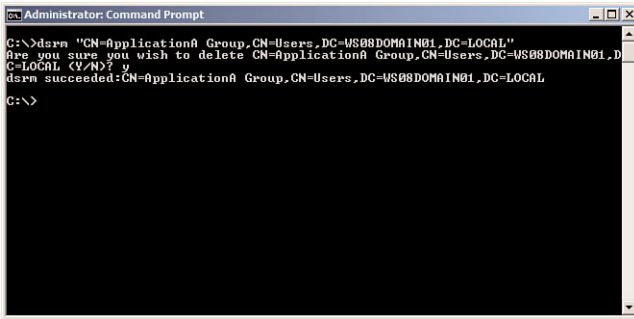 Administrator: Command Prompt
C:\>dsrm "CN=ApplicationA Group,CN=Users,DC=WS08DOMAIN01,DC=LOCAL"
Are you sure you wish to delete CN=ApplicationA Group,CN=Users,DC=WS08DOMAIN01,D
C=LOCAL (Y/N)? y
dsrm succeeded:CN=ApplicationA Group,CN=Users,DC=WS08DOMAIN01,DC=LOCAL
C:\>